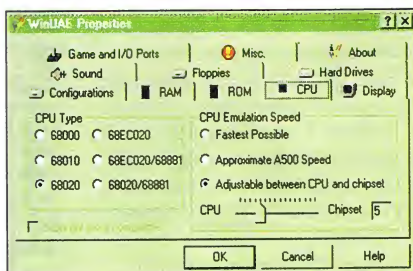 WinUAE Properties
Game and I/O Ports Misc. About
Sound Floppies Hard Drives
Configurations RAM ROM CPU Display
CPU Type
68000 68EC020
68010 68EC020/68881
68020 68020/68881
CPU Emulation Speed
Fastest Possible
Approximate A500 Speed
Adjustable between CPU and chipset
CPU Chipset 5
OK Cancel Help